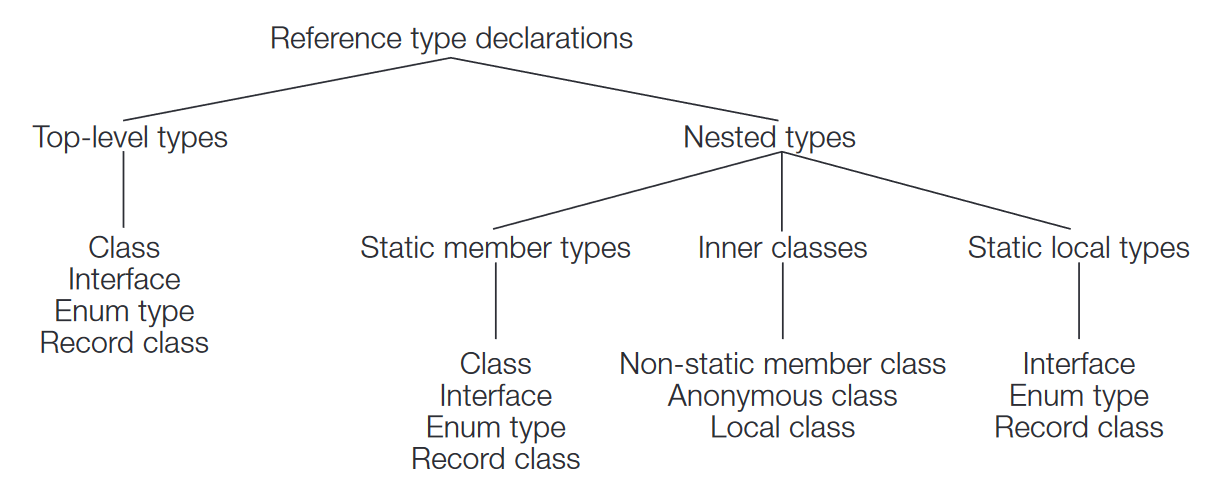 Reference type declarations
Top-level types
Nested types
Class
Interface
Enum type
Record class
Static member types
Inner classes
Static local types
Class
Interface
Enum type
Record class
Non-static member class
Anonymous class
Local class
Interface
Enum type
Record class